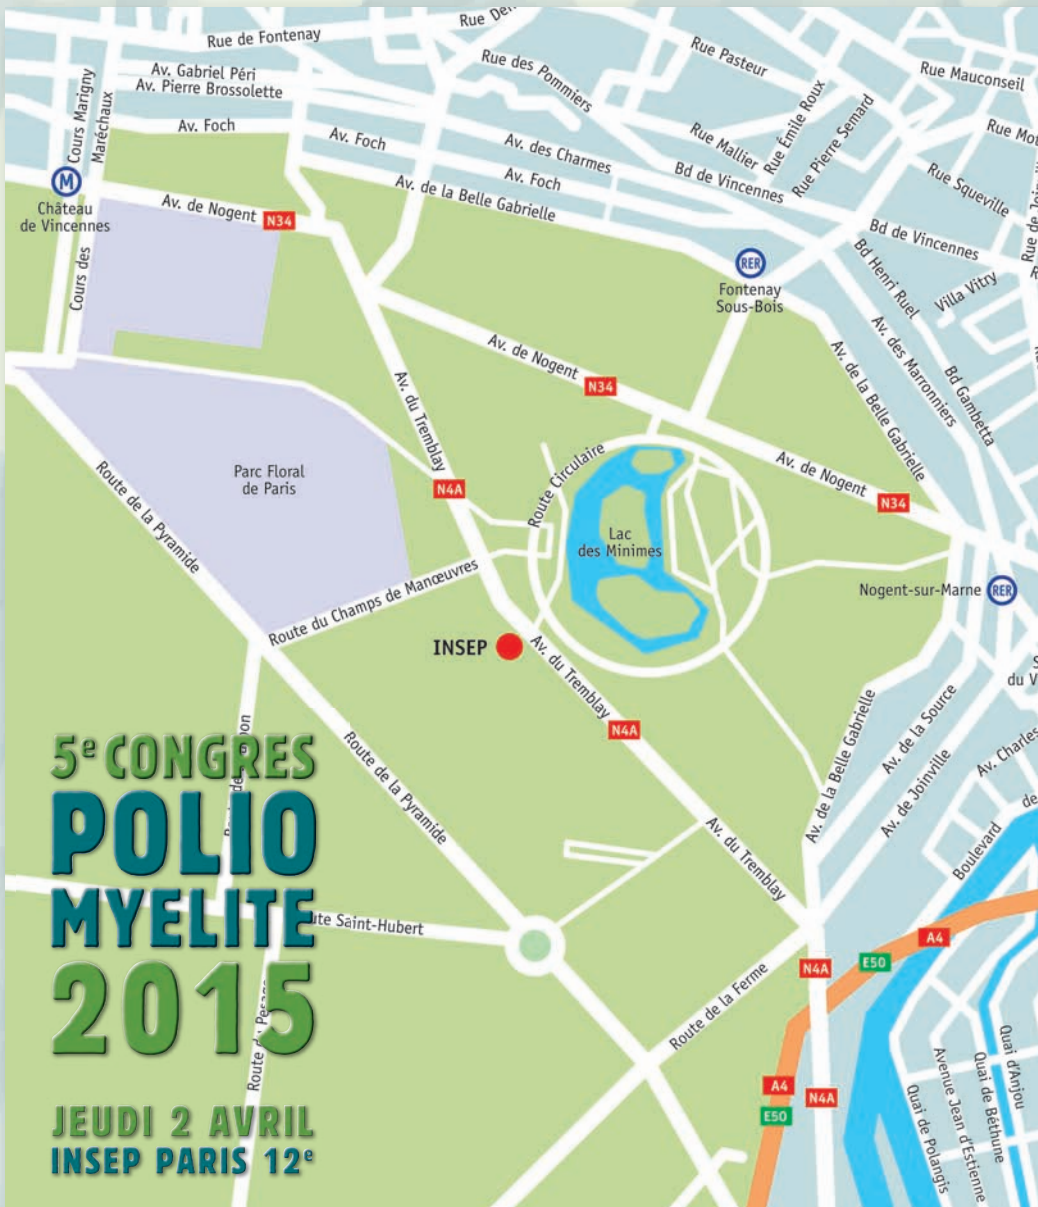 Rue de Fontenay
Av. Gabriel Péri
Av. Pierre Brossolette
Av. Foch
Av. Foch
Rue des Pommiers
Rue Pasteur
Rue Mauconseil
Rue Émile Roux
Rue Pierre Semard
Rue Mallier
Av. des Charmes
Av. Foch
Bd de Vincennes
Rue Squeville
Cours Marigny
Maréchaux
Cours des
M
Château
de Vincennes
Av. de Nogent
N34
Av. de la Belle Gabrielle
Bd de Vincennes
RER
Fontenay
Sous-Bois
Bd Henri Ruel
Villa Vitry
Av. des Marronniers
Bd Gambetta
Av. de la Belle Gabrielle
Av. de Nogent
N34
Av. du Tremblay
N4A
Route Circulaire
Av. de Nogent
N34
Parc Floral
de Paris
Lac
des Minimes
Route de la Pyramide
Route du Champs de Manœuvres
Nogent-sur-Marne
RER
INSEP
Av. du Tremblay
N4A
Av. de la Belle Gabrielle
Av. de la Source
Av. de Joinville
Av. Charles
Boulevard
de
Route de la Pyramide
Av. du Tremblay
5e CONGRES
POLIO
MYELITE
2015
JEUDI 2 AVRIL
INSEP PARIS 12e
Saint-Hubert
Route de la Ferme
N4A
E50
A4
A4
E50
N4A
Quai d'Anjou
Quai de Béthune
Avenue Jean d'Estienne
Quai de Polangis